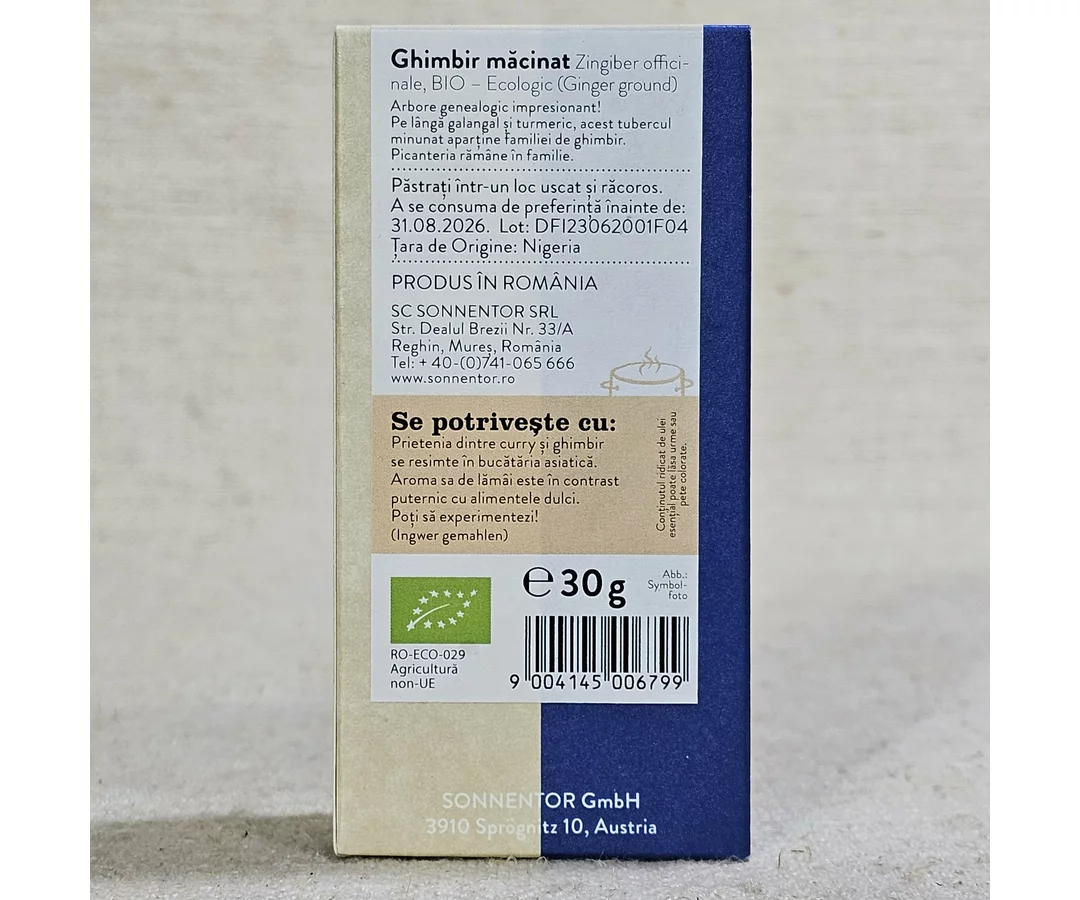 Ghimbir măcinat Zingiber offici-
nale, BIO – Ecologic (Ginger ground)
Arbore genealogic impresionant!
Pe lângă galangal și turmeric, acest tubercul
minunat aparține familiei de ghimbir.
Picanteria rămâne în familie.
Păstrați într-un loc uscat și răcoros.
A se consuma de preferință înainte de:
31.08.2026. Lot: DFI23062001F04
Țara de Origine: Nigeria
PRODUS ÎN ROMÂNIA
SC SONNENTOR SRL
Str. Dealul Brezii Nr. 33/A
Reghin, Mureș, România
Tel: + 40-(0)741-065 666
www.sonnentor.ro
Se potrivește cu:
Prietenia dintre curry și ghimbir
se resimte în bucătăria asiatică.
Aroma sa de lămâi este în contrast
puternic cu alimentele dulci.
Poți să experimentezi!
(Ingwer gemahlen)
Conținutul ridicat de ulei
esențial poate lăsa urme sau
pete colorate.
℮ 30 g
Abb.:
Symbol-
foto
RO-ECO-029
Agricultură
non-UE
9 004145 006799
SONNENTOR GmbH
3910 Sprögnitz 10, Austria